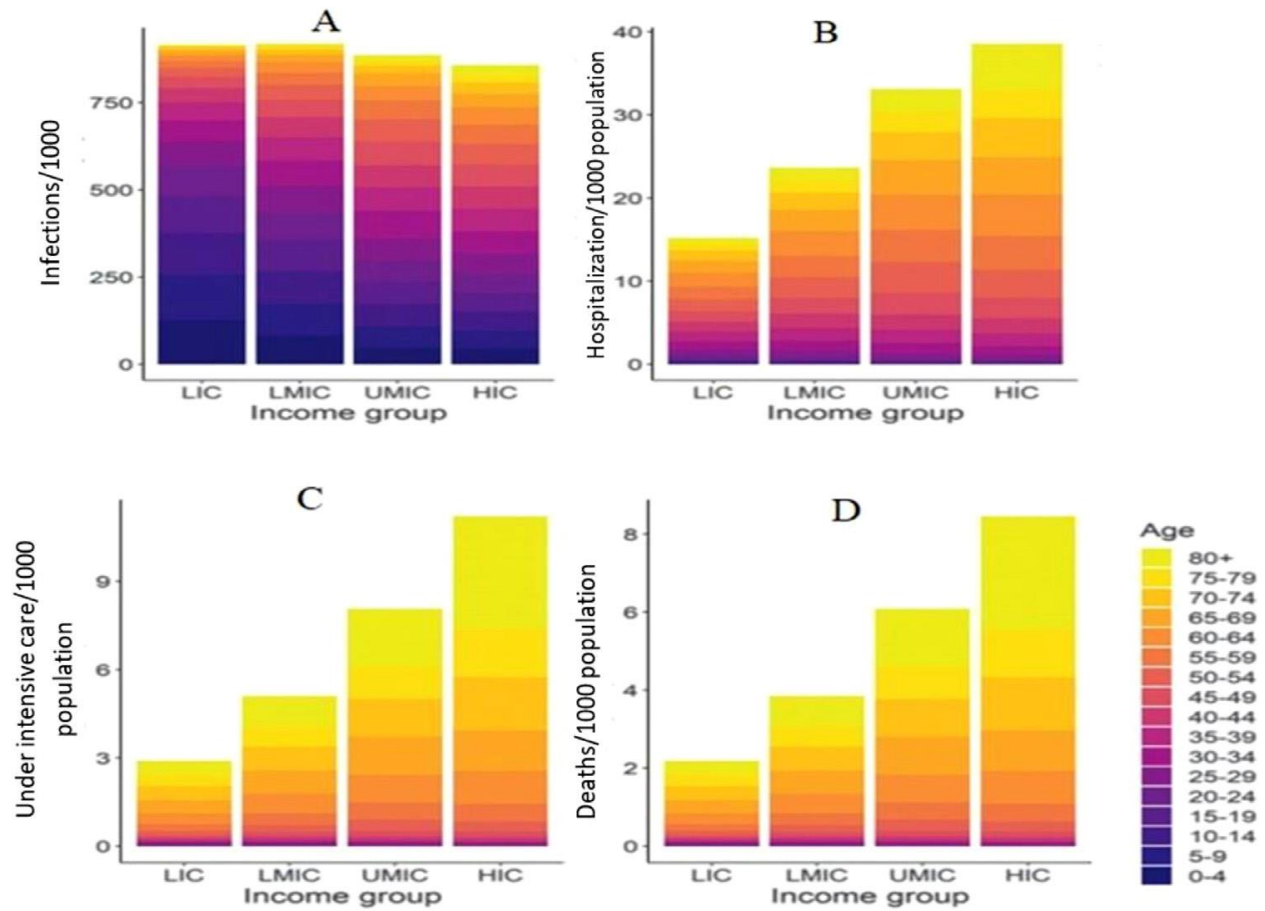 A
Infections/1000
750
500
250
0
LIC LMIC UMIC HIC
Income group
B
Hospitalization/1000 population
40
30
20
10
0
LIC LMIC UMIC HIC
Income group
C
Under intensive care/1000
population
9
6
3
0
LIC LMIC UMIC HIC
Income group
D
Deaths/1000 population
8
6
4
2
0
LIC LMIC UMIC HIC
Income group
Age
80+
75-79
70-74
65-69
60-64
55-59
50-54
45-49
40-44
35-39
30-34
25-29
20-24
15-19
10-14
5-9
0-4